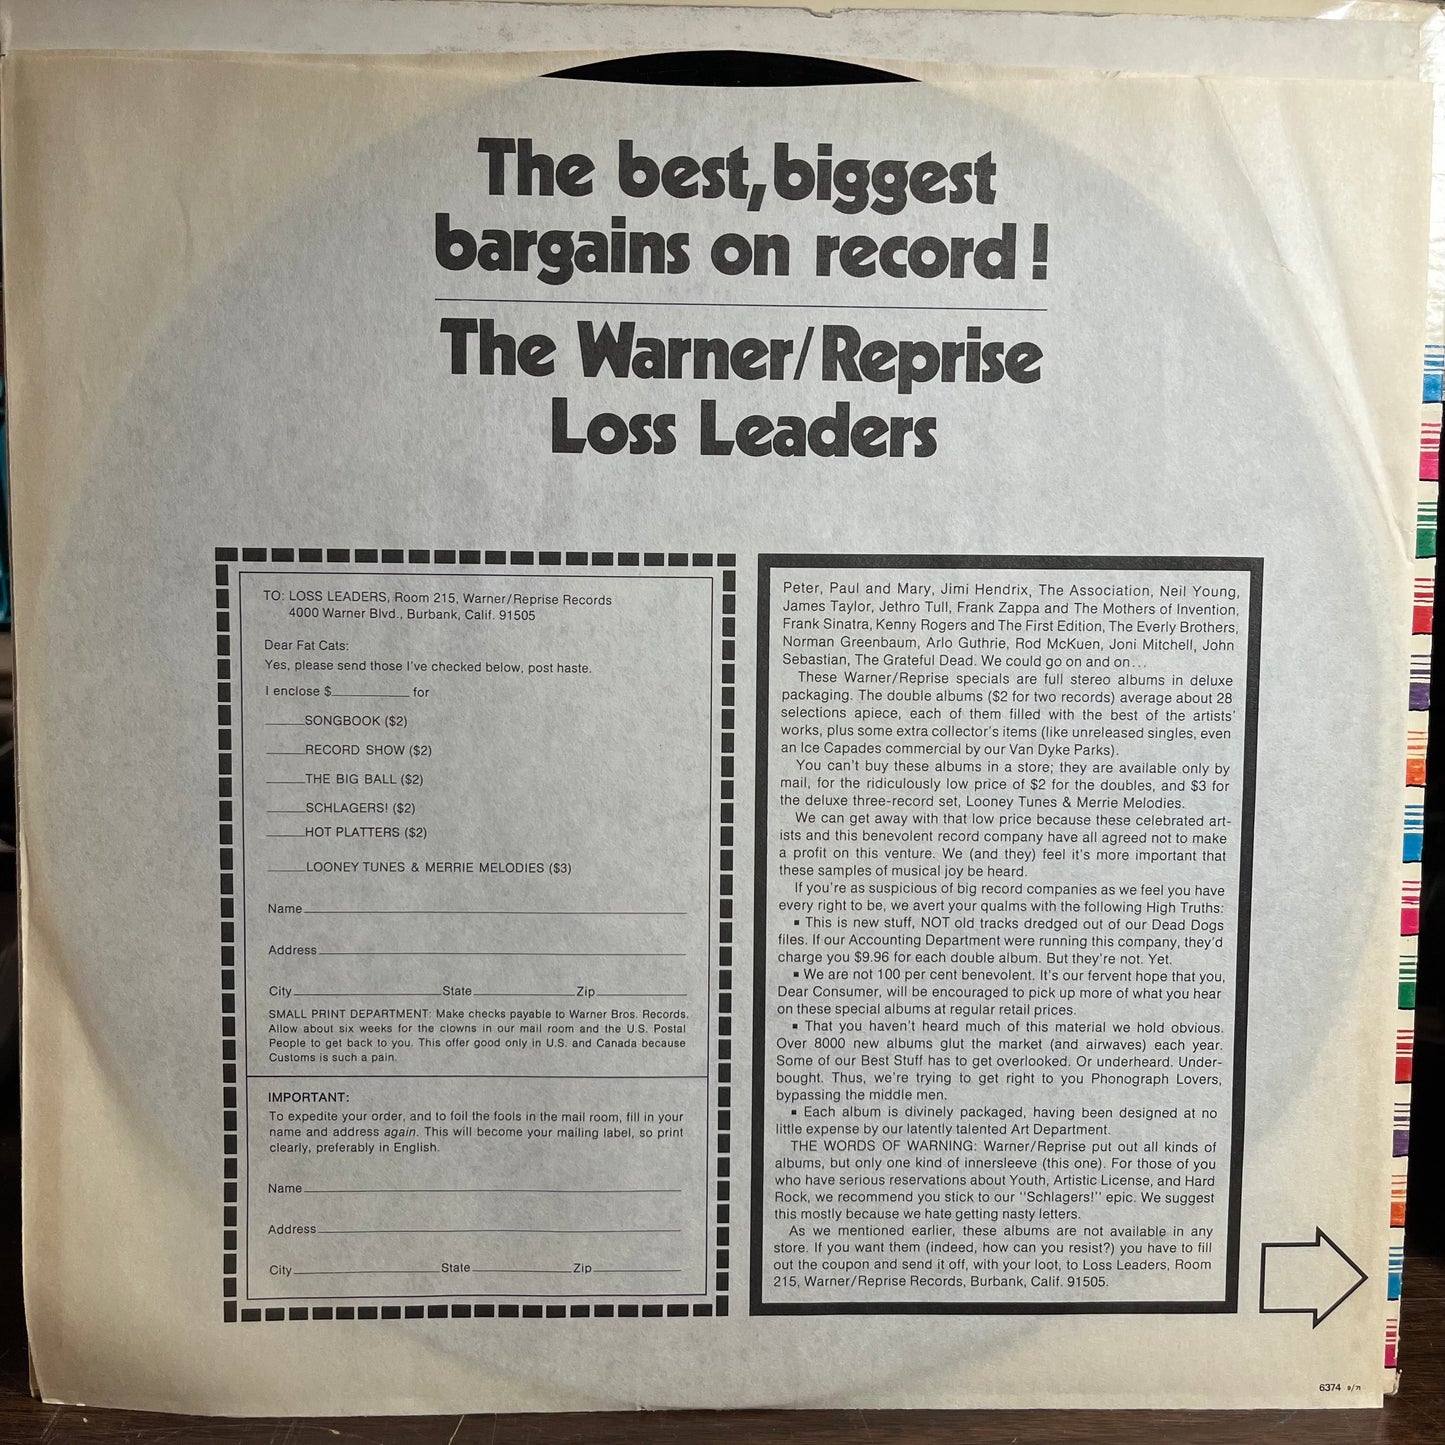 The best, biggest
bargains on record!
The Warner/Reprise
Loss Leaders
TO: LOSS LEADERS, Room 215, Warner/Reprise Records
4000 Warner Blvd., Burbank, Calif. 91505
Dear Fat Cats:
Yes, please send those I've checked below, post haste.
I enclose $__________ for
_____SONGBOOK ($2)
_____RECORD SHOW ($2)
_____THE BIG BALL ($2)
_____SCHLAGERS! ($2)
_____HOT PLATTERS ($2)
_____LOONEY TUNES & MERRIE MELODIES ($3)
Name
Address
City State Zip
SMALL PRINT DEPARTMENT: Make checks payable to Warner Bros. Records.
Allow about six weeks for the clowns in our mail room and the U.S. Postal
People to get back to you. This offer good only in U.S. and Canada because
Customs is such a pain.
IMPORTANT:
To expedite your order, and to foil the fools in the mail room, fill in your
name and address again. This will become your mailing label, so print
clearly, preferably in English.
Name
Address
City State Zip
Peter, Paul and Mary, Jimi Hendrix, The Association, Neil Young,
James Taylor, Jethro Tull, Frank Zappa and The Mothers of Invention,
Frank Sinatra, Kenny Rogers and The First Edition, The Everly Brothers,
Norman Greenbaum, Arlo Guthrie, Rod McKuen, Joni Mitchell, John
Sebastian, The Grateful Dead. We could go on and on...
These Warner/Reprise specials are full stereo albums in deluxe
packaging. The double albums ($2 for two records) average about 28
selections apiece, each of them filled with the best of the artists'
works, plus some extra collector's items (like unreleased singles, even
an Ice Capades commercial by our Van Dyke Parks).
You can't buy these albums in a store; they are available only by
mail, for the ridiculously low price of $2 for the doubles, and $3 for
the deluxe three-record set, Looney Tunes & Merrie Melodies.
We can get away with that low price because these celebrated art-
ists and this benevolent record company have all agreed not to make
a profit on this venture. We (and they) feel it's more important that
these samples of musical joy be heard.
If you're as suspicious of big record companies as we feel you have
every right to be, we avert your qualms with the following High Truths:
▪ This is new stuff, NOT old tracks dredged out of our Dead Dogs
files. If our Accounting Department were running this company, they'd
charge you $9.96 for each double album. But they're not. Yet.
▪ We are not 100 per cent benevolent. It's our fervent hope that you,
Dear Consumer, will be encouraged to pick up more of what you hear
on these special albums at regular retail prices.
▪ That you haven't heard much of this material we hold obvious.
Over 8000 new albums glut the market (and airwaves) each year.
Some of our Best Stuff has to get overlooked. Or underheard. Under-
bought. Thus, we're trying to get right to you Phonograph Lovers,
bypassing the middle men.
▪ Each album is divinely packaged, having been designed at no
little expense by our latently talented Art Department.
THE WORDS OF WARNING: Warner/Reprise put out all kinds of
albums, but only one kind of innersleeve (this one). For those of you
who have serious reservations about Youth, Artistic License, and Hard
Rock, we recommend you stick to our "Schlagers!" epic. We suggest
this mostly because we hate getting nasty letters.
As we mentioned earlier, these albums are not available in any
store. If you want them (indeed, how can you resist?) you have to fill
out the coupon and send it off, with your loot, to Loss Leaders, Room
215, Warner/Reprise Records, Burbank, Calif. 91505.
6374 9/71